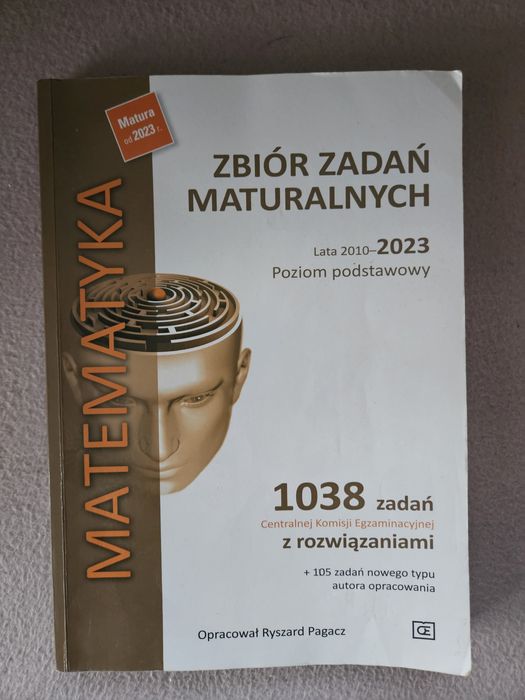 Matura
od 2023 r.
MATEMATYKA
ZBIÓR ZADAŃ
MATURALNYCH
Lata 2010–2023
Poziom podstawowy
1038 zadań
Centralnej Komisji Egzaminacyjnej
z rozwiązaniami
+ 105 zadań nowego typu
autora opracowania
Opracował Ryszard Pagacz